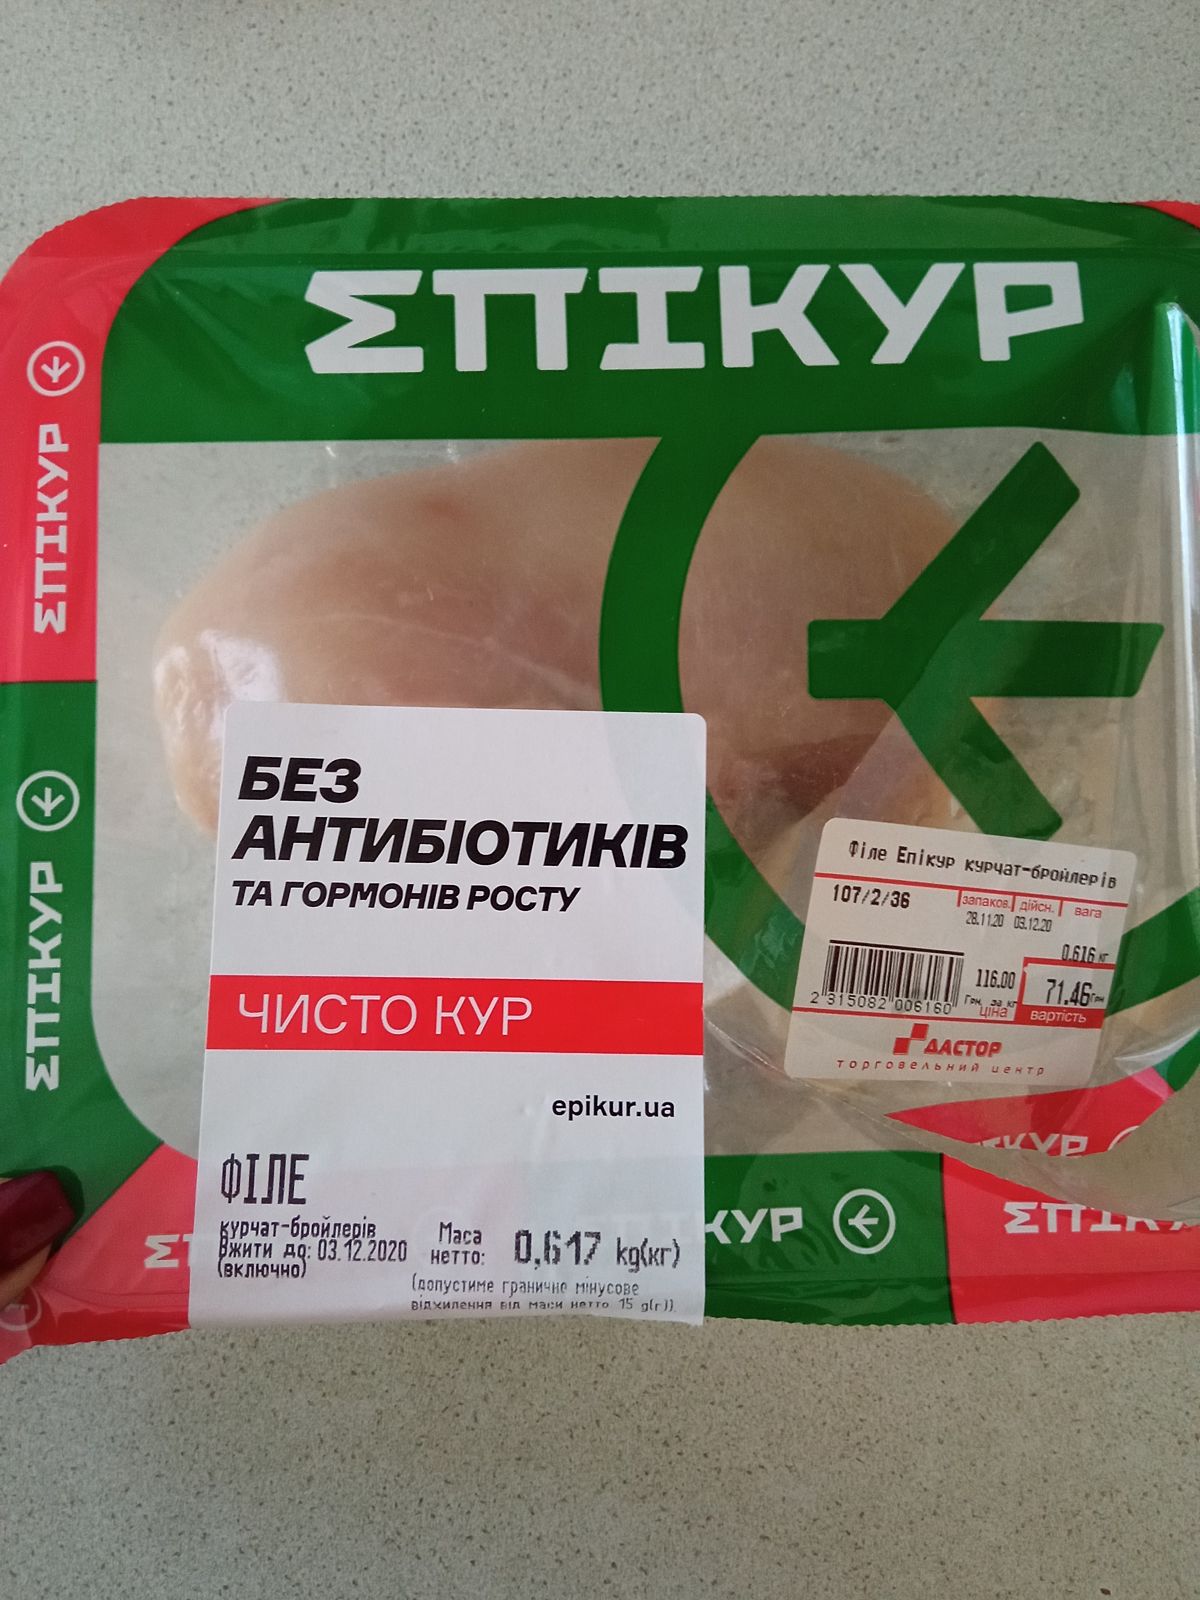 ЕПІКУР
ЕПІКУР
ЕПІКУР
БЕЗ
АНТИБІОТИКІВ
ТА ГОРМОНІВ РОСТУ
ЧИСТО КУР
epikur.ua
ФІЛЕ
курчат-бройлерів
Вжити до: 03.12.2020
(включно)
Маса
нетто: 0,617 kg(кг)
(допустиме граничне мінусове
відхилення від маси нетто 15 g(г)).
Філе Епікур курчат-бройлерів
107/2/36 запаков. дійсн. вага
28.11.20 03.12.20
0.616 кг
116.00 71.46 грн
2 315082 006160 Грн. за кг
ціна вартість
ДАСТОР
торговельний центр
ЕПІКУР
КУР